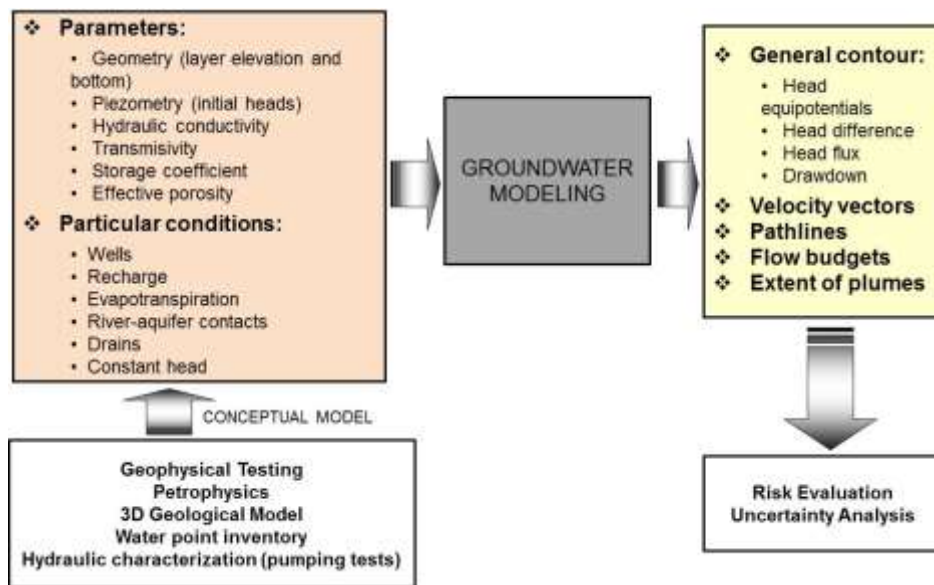 ❖ Parameters:
• Geometry (layer elevation and
bottom)
• Piezometry (initial heads)
• Hydraulic conductivity
• Transmisivity
• Storage coefficient
• Effective porosity
❖ Particular conditions:
• Wells
• Recharge
• Evapotranspiration
• River-aquifer contacts
• Drains
• Constant head
CONCEPTUAL MODEL
Geophysical Testing
Petrophysics
3D Geological Model
Water point inventory
Hydraulic characterization (pumping tests)
GROUNDWATER
MODELING
❖ General contour:
• Head
equipotentials
• Head difference
• Head flux
• Drawdown
❖ Velocity vectors
❖ Pathlines
❖ Flow budgets
❖ Extent of plumes
Risk Evaluation
Uncertainty Analysis